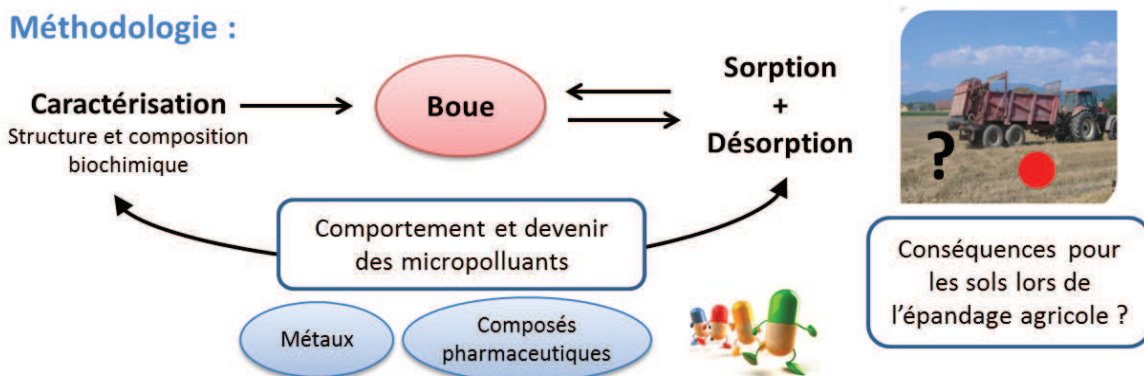 Méthodologie :
Caractérisation
Structure et composition
biochimique
Boue
Sorption
+
Désorption
?
Comportement et devenir
des micropolluants
Métaux
Composés
pharmaceutiques
Conséquences pour
les sols lors de
l'épandage agricole ?